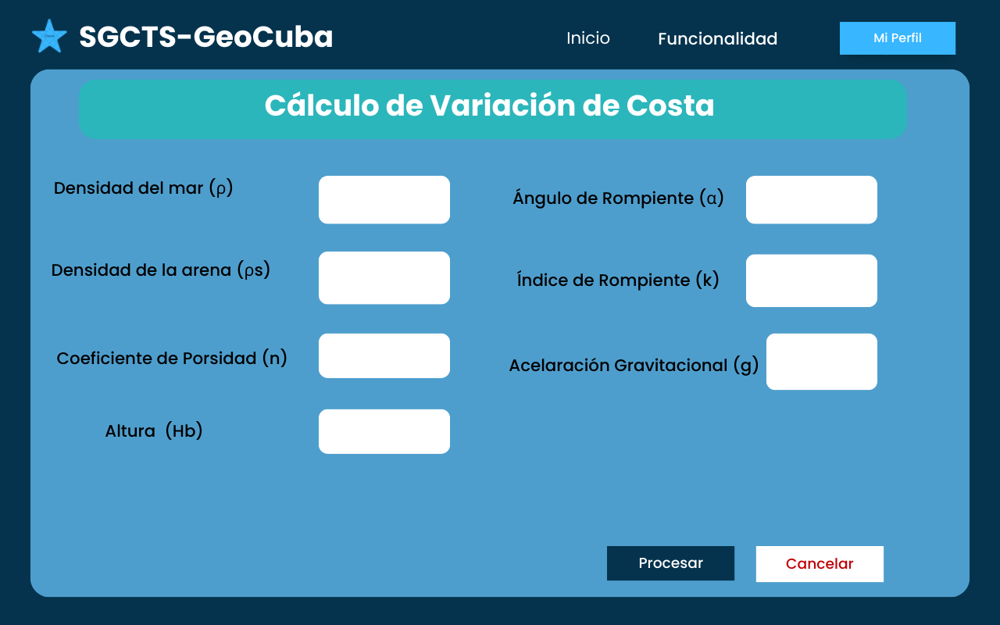 SGCTS-GeoCuba
Inicio
Funcionalidad
Mi Perfil
Cálculo de Variación de Costa
Densidad del mar (ρ)
Ángulo de Rompiente (α)
Densidad de la arena (ρs)
Índice de Rompiente (k)
Coeficiente de Porsidad (n)
Acelaración Gravitacional (g)
Altura (Hb)
Procesar
Cancelar